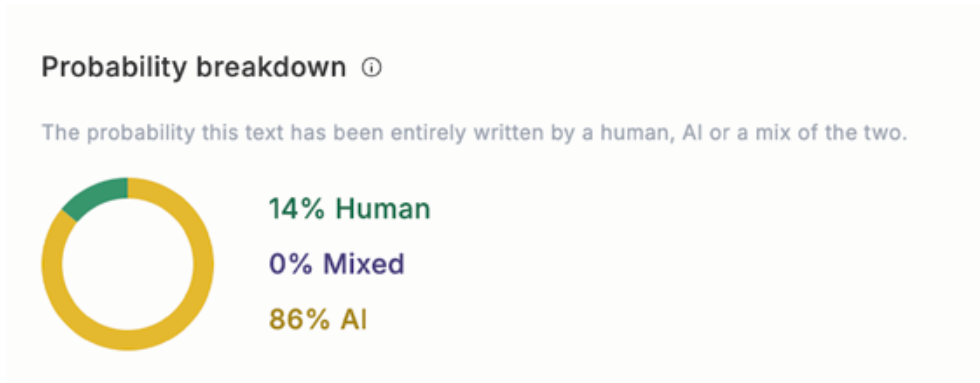 Probability breakdown
The probability this text has been entirely written by a human, AI or a mix of the two.
14% Human
0% Mixed
86% AI